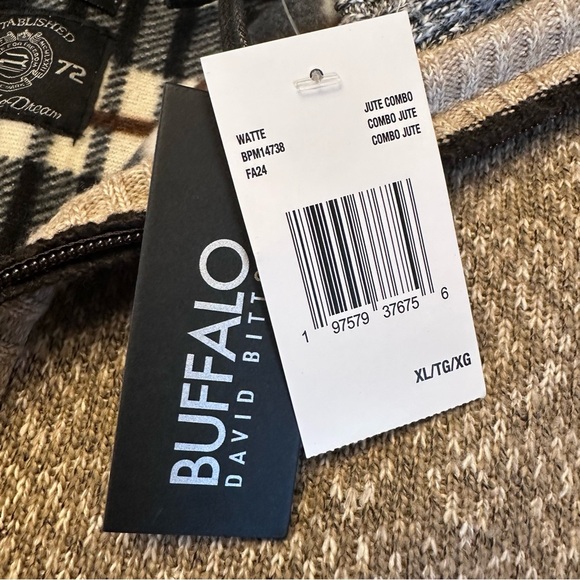 ESTABLISHED
72
of Dream
BUFFALO
DAVID BITT
WATTE
BPM14738
FA24
JUTE COMBO
COMBO JUTE
COMBO JUTE
1 97579 37675 6
XL/TG/XG